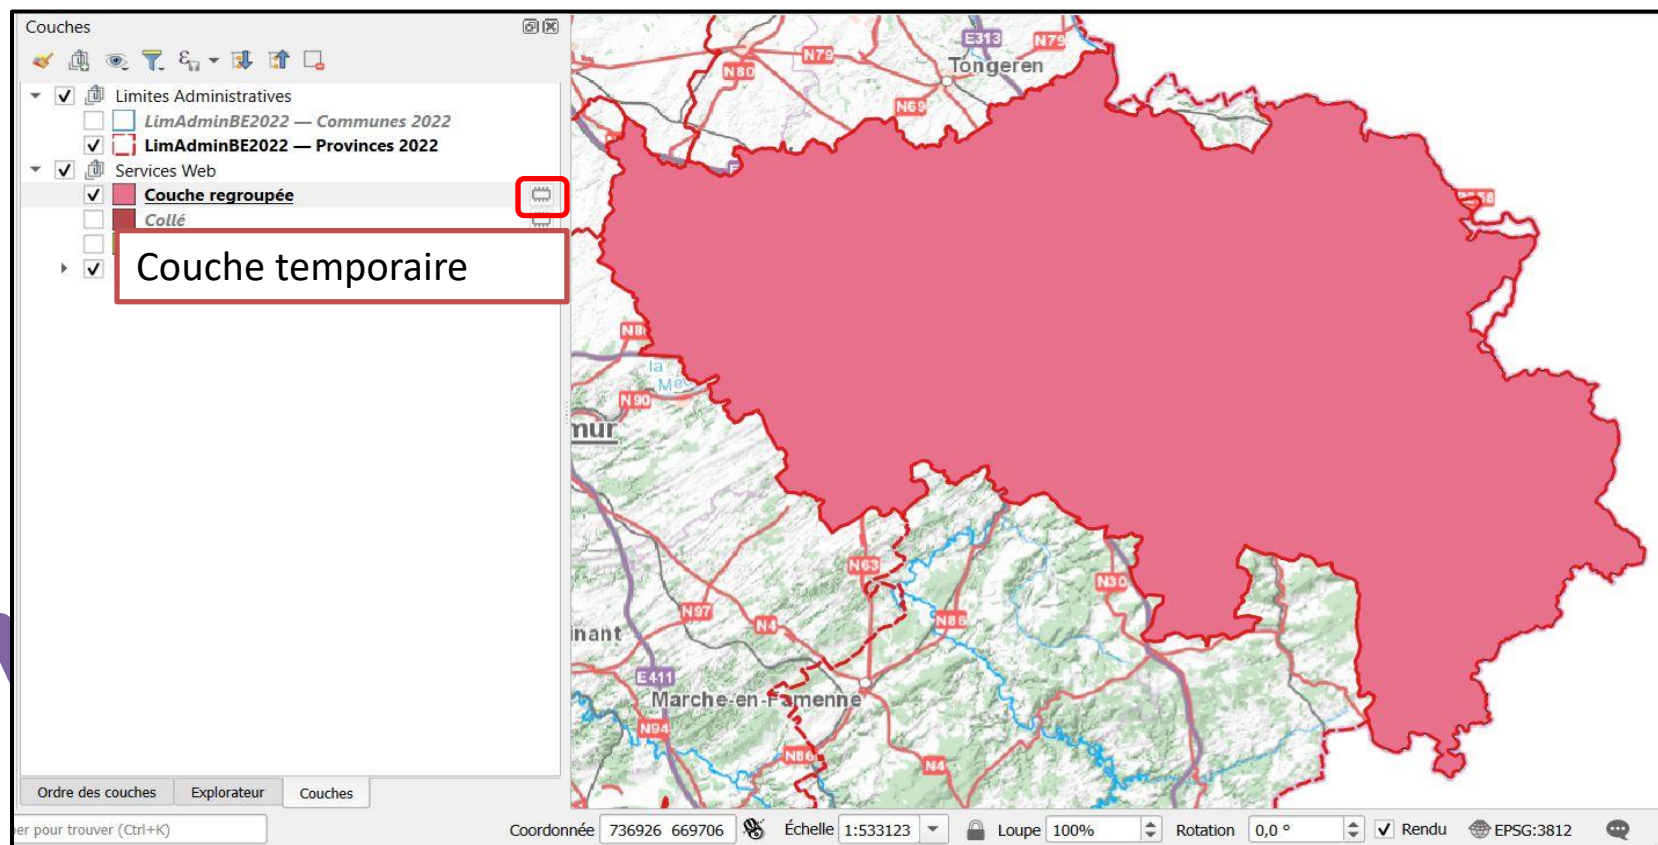 Couches
Limites Administratives
LimAdminBE2022 — Communes 2022
LimAdminBE2022 — Provinces 2022
Services Web
Couche regroupée
Collé
Couche temporaire
Ordre des couches
Explorateur
Couches
E313
N79
N79
N80
Tongeren
N69
la
N90
mur
N63
N30
N97
N4
N86
inant
E411
Marche-en-Famenne
N94
N86
N4
er pour trouver (Ctrl+K)
Coordonnée 736926 669706
Échelle 1:533123
Loupe 100%
Rotation 0,0 °
Rendu
EPSG:3812